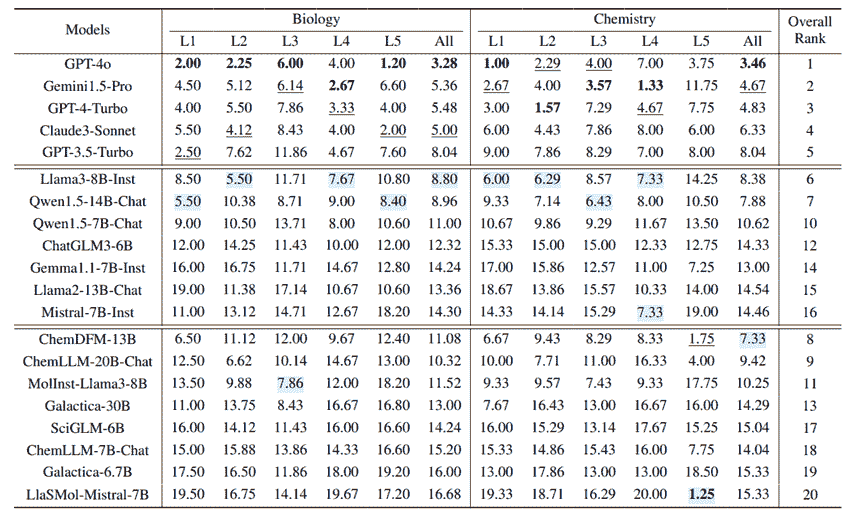 Models Biology Chemistry Overall Rank
L1 L2 L3 L4 L5 All L1 L2 L3 L4 L5 All
GPT-4o 2.00 2.25 6.00 4.00 1.20 3.28 1.00 2.29 4.00 7.00 3.75 3.46 1
Gemini1.5-Pro 4.50 5.12 6.14 2.67 6.60 5.36 2.67 4.00 3.57 1.33 11.75 4.67 2
GPT-4-Turbo 4.00 5.50 7.86 3.33 4.00 5.48 3.00 1.57 7.29 4.67 7.75 4.83 3
Claude3-Sonnet 5.50 4.12 8.43 4.00 2.00 5.00 6.00 4.43 7.86 8.00 6.00 6.33 4
GPT-3.5-Turbo 2.50 7.62 11.86 4.67 7.60 8.04 9.00 7.86 8.29 7.00 8.00 8.04 5
Llama3-8B-Inst 8.50 5.50 11.71 7.67 10.80 8.80 6.00 6.29 8.57 7.33 14.25 8.38 6
Qwen1.5-14B-Chat 5.50 10.38 8.71 9.00 8.40 8.96 9.33 7.14 6.43 8.00 10.50 7.88 7
Qwen1.5-7B-Chat 9.00 10.50 13.71 8.00 10.60 11.00 10.67 9.86 9.29 11.67 13.50 10.62 10
ChatGLM3-6B 12.00 14.25 11.43 10.00 12.00 12.32 15.33 15.00 15.00 12.33 12.75 14.33 12
Gemma1.1-7B-Inst 16.00 16.75 11.71 14.67 12.80 14.24 17.00 15.86 12.57 11.00 7.25 13.00 14
Llama2-13B-Chat 19.00 11.38 17.14 10.67 10.60 13.36 18.67 13.86 15.57 10.33 14.00 14.54 15
Mistral-7B-Inst 11.00 13.12 14.71 12.67 18.20 14.30 14.33 14.14 15.29 7.33 19.00 14.46 16
ChemDFM-13B 6.50 11.12 12.00 9.67 12.40 11.08 6.67 9.43 8.29 8.33 1.75 7.33 8
ChemLLM-20B-Chat 12.50 6.62 10.14 14.67 13.00 10.32 10.00 7.71 11.00 16.33 4.00 9.42 9
MolInst-Llama3-8B 13.50 9.88 7.86 12.00 18.20 11.52 9.33 9.57 7.43 9.33 17.75 10.25 11
Galactica-30B 11.00 13.75 8.43 16.67 16.80 13.00 7.67 16.43 13.00 16.67 16.00 14.29 13
SciGLM-6B 16.00 14.12 11.43 16.00 16.60 14.24 16.00 15.29 13.14 17.67 15.25 15.04 17
ChemLLM-7B-Chat 15.00 15.88 13.86 14.33 16.60 15.20 15.33 14.86 15.43 16.00 7.75 14.04 18
Galactica-6.7B 17.50 16.50 11.86 18.00 19.20 16.00 13.00 17.86 13.00 13.00 18.50 15.33 19
LlaSMol-Mistral-7B 19.50 16.75 14.14 19.67 17.20 16.68 19.33 18.71 16.29 20.00 1.25 15.33 20